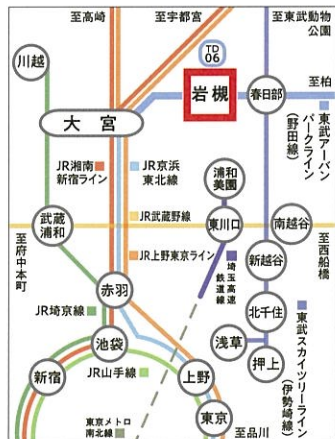 至高崎
至宇都宮
至東武動物
公園
川越
TD
06
岩槻
春日部
至柏
大宮
東武アーバン
パークライン
(野田線)
JR湘南
新宿ライン
JR京浜
東北線
浦和
美園
武蔵
浦和
JR武蔵野線
東川口
南越谷
至府中本町
至西船橋
JR上野東京ライン
埼玉高速
鉄道線
新越谷
赤羽
北千住
JR埼京線
東武スカイツリーライン
(伊勢崎線)
池袋
浅草
押上
新宿
JR山手線
上野
東京メトロ
南北線
東京
至品川